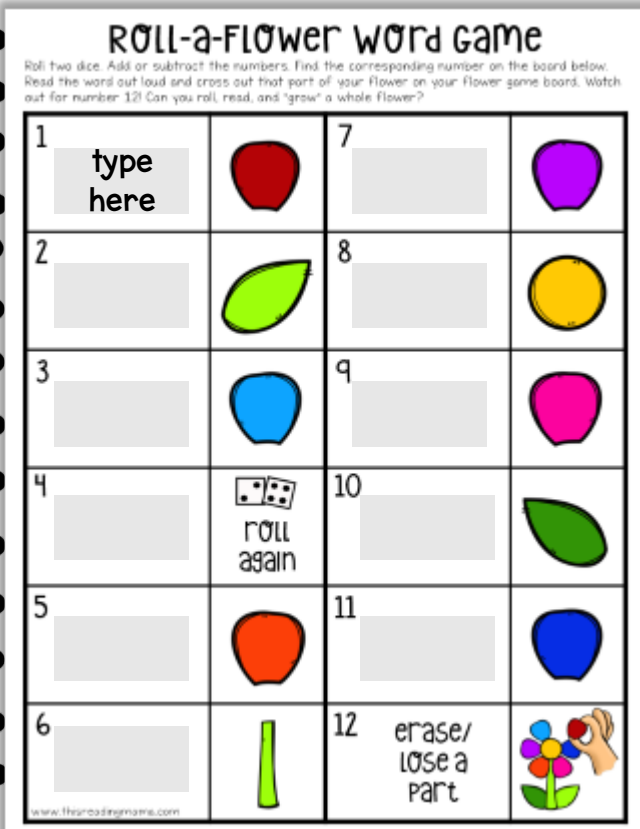 Roll-a-Flower Word Game
Roll two dice. Add or subtract the numbers. Find the corresponding number on the board below.
Read the word out loud and cross out that part of your flower on your flower game board. Watch
out for number 12! Can you roll, read, and "grow" a whole flower?
1
type
here
7
2
8
3
9
4
roll
again
10
5
11
6
12
erase/
lose a
part
www.thisreadingmama.com